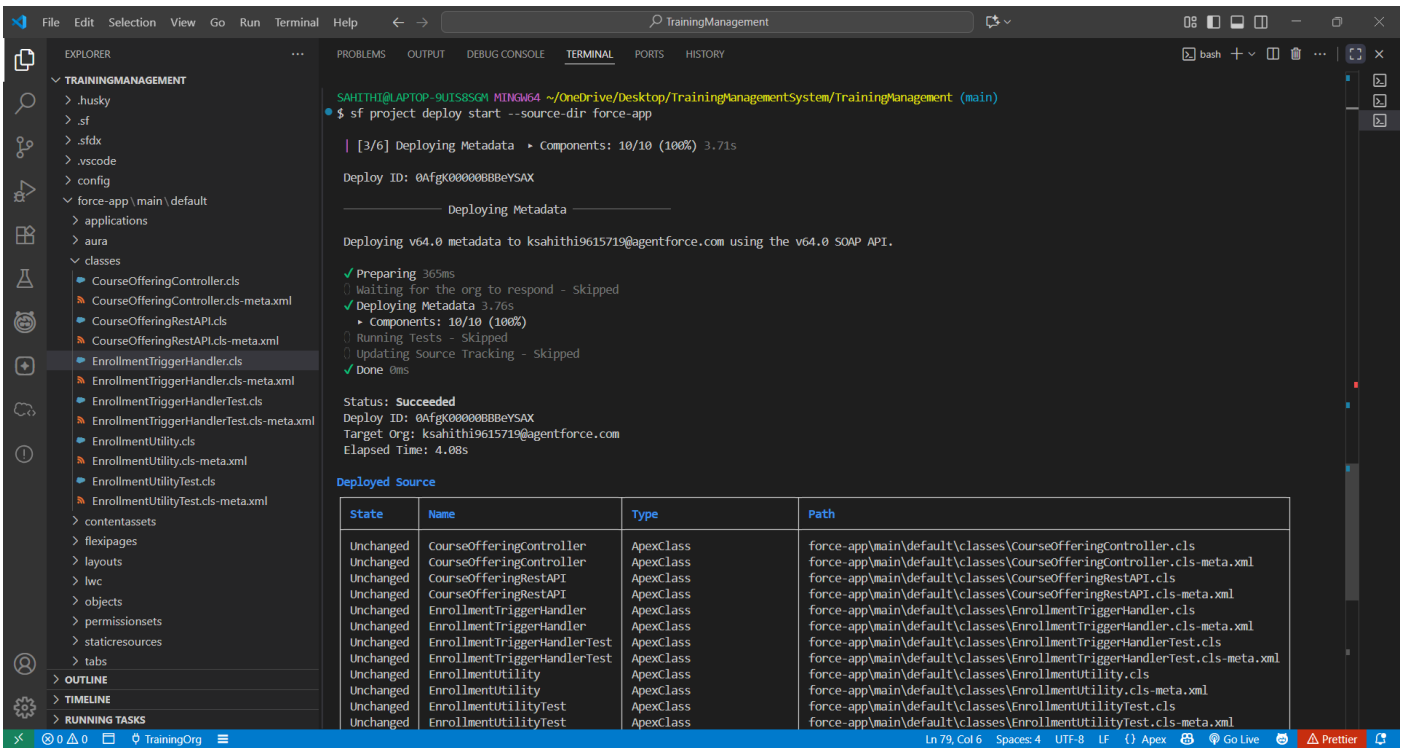 File Edit Selection View Go Run Terminal Help
TrainingManagement
EXPLORER
TRAININGMANAGEMENT
.husky
.sf
.sfdx
.vscode
config
force-app\main\default
applications
aura
classes
CourseOfferingController.cls
CourseOfferingController.cls-meta.xml
CourseOfferingRestAPI.cls
CourseOfferingRestAPI.cls-meta.xml
EnrollmentTriggerHandler.cls
EnrollmentTriggerHandler.cls-meta.xml
EnrollmentTriggerHandlerTest.cls
EnrollmentTriggerHandlerTest.cls-meta.xml
EnrollmentUtility.cls
EnrollmentUtility.cls-meta.xml
EnrollmentUtilityTest.cls
EnrollmentUtilityTest.cls-meta.xml
contentassets
flexipages
layouts
lwc
objects
permissionsets
staticresources
tabs
OUTLINE
TIMELINE
RUNNING TASKS
PROBLEMS OUTPUT DEBUG CONSOLE TERMINAL PORTS HISTORY
bash
SAHITHI@LAPTOP-9UIS8SGM MINGW64 ~/OneDrive/Desktop/TrainingManagementSystem/TrainingManagement (main)
$ sf project deploy start --source-dir force-app
| [3/6] Deploying Metadata ▸ Components: 10/10 (100%) 3.71s
Deploy ID: 0AfgK00000BBBeYSAX
Deploying Metadata
Deploying v64.0 metadata to ksahithi9615719@agentforce.com using the v64.0 SOAP API.
✓ Preparing 365ms
Waiting for the org to respond - Skipped
✓ Deploying Metadata 3.76s
▸ Components: 10/10 (100%)
Running Tests - Skipped
Updating Source Tracking - Skipped
✓ Done 0ms
Status: Succeeded
Deploy ID: 0AfgK00000BBBeYSAX
Target Org: ksahithi9615719@agentforce.com
Elapsed Time: 4.08s
Deployed Source
State Name Type Path
Unchanged CourseOfferingController ApexClass force-app\main\default\classes\CourseOfferingController.cls
Unchanged CourseOfferingController ApexClass force-app\main\default\classes\CourseOfferingController.cls-meta.xml
Unchanged CourseOfferingRestAPI ApexClass force-app\main\default\classes\CourseOfferingRestAPI.cls
Unchanged CourseOfferingRestAPI ApexClass force-app\main\default\classes\CourseOfferingRestAPI.cls-meta.xml
Unchanged EnrollmentTriggerHandler ApexClass force-app\main\default\classes\EnrollmentTriggerHandler.cls
Unchanged EnrollmentTriggerHandler ApexClass force-app\main\default\classes\EnrollmentTriggerHandler.cls-meta.xml
Unchanged EnrollmentTriggerHandlerTest ApexClass force-app\main\default\classes\EnrollmentTriggerHandlerTest.cls
Unchanged EnrollmentTriggerHandlerTest ApexClass force-app\main\default\classes\EnrollmentTriggerHandlerTest.cls-meta.xml
Unchanged EnrollmentUtility ApexClass force-app\main\default\classes\EnrollmentUtility.cls
Unchanged EnrollmentUtility ApexClass force-app\main\default\classes\EnrollmentUtility.cls-meta.xml
Unchanged EnrollmentUtilityTest ApexClass force-app\main\default\classes\EnrollmentUtilityTest.cls
Unchanged EnrollmentUtilityTest ApexClass force-app\main\default\classes\EnrollmentUtilityTest.cls-meta.xml
0 0 TrainingOrg Ln 79, Col 6 Spaces: 4 UTF-8 LF {} Apex Go Live Prettier